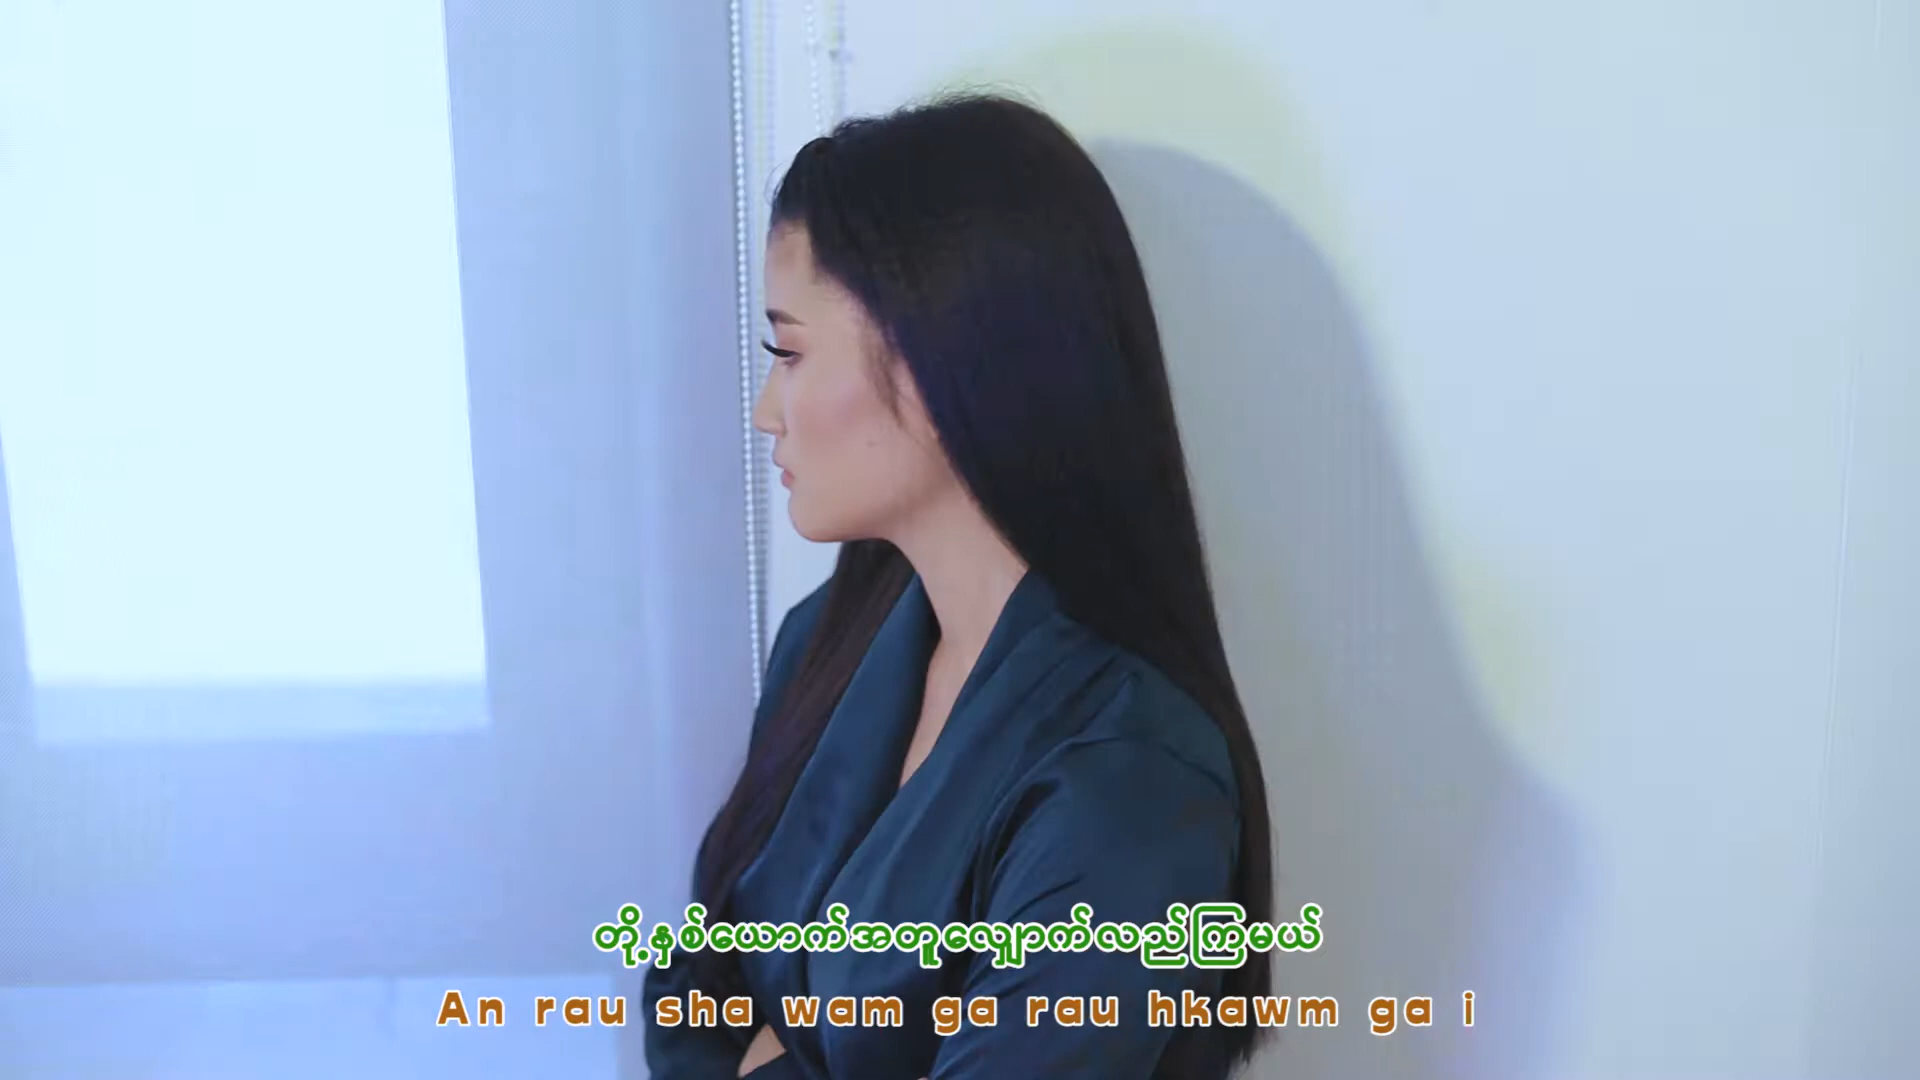 တို့နှစ်ယောက်အတူလျှောက်လည်ကြမယ်
An rau sha wam ga rau hkawm ga i